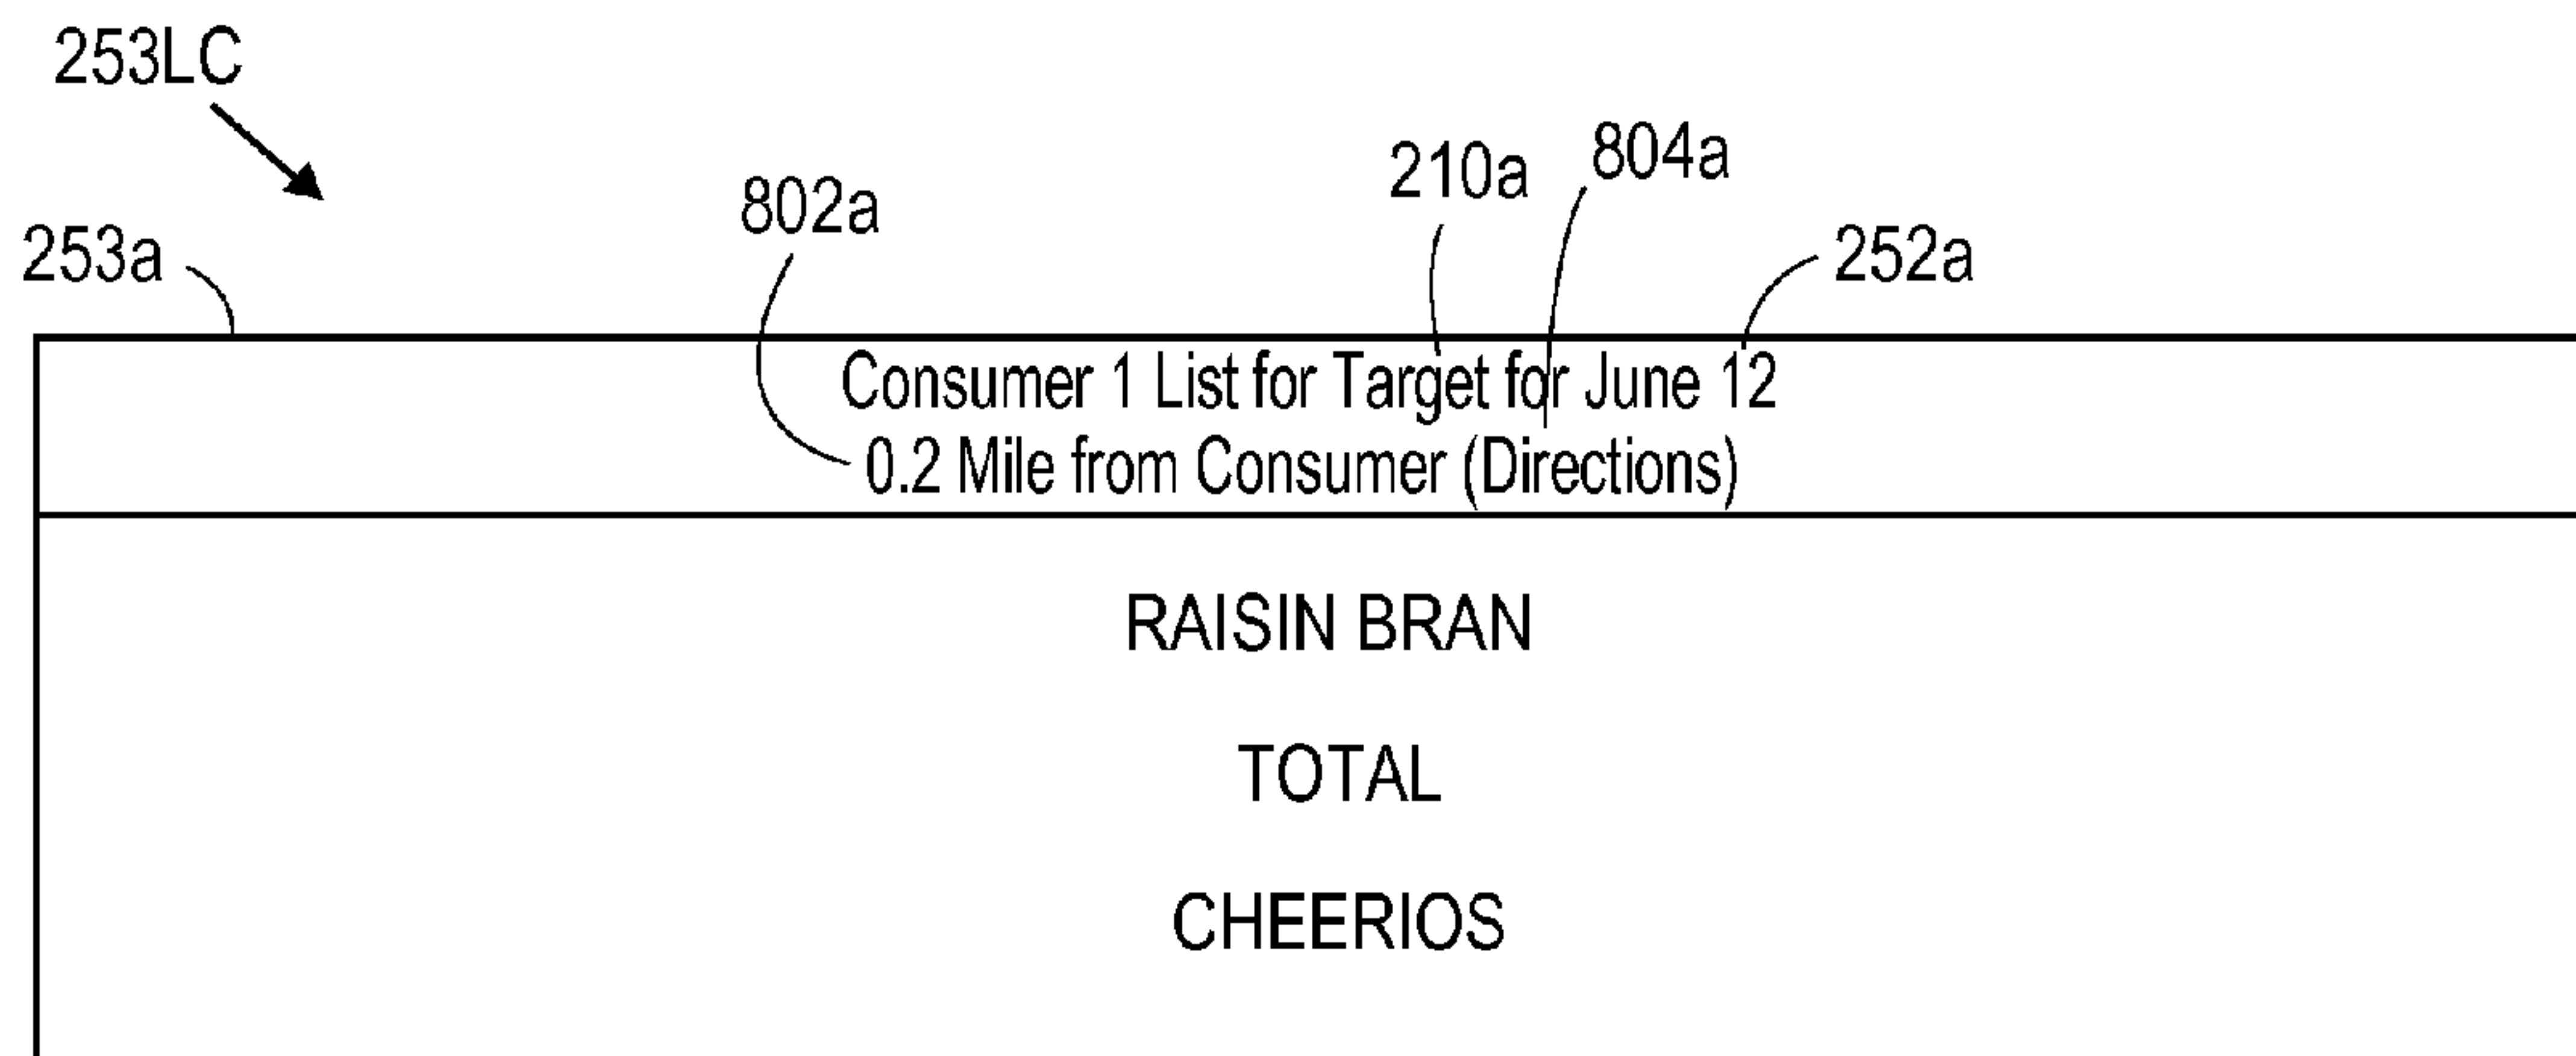 253LC
802a
210a
804a
253a
252a
Consumer 1 List for Target for June 12
0.2 Mile from Consumer (Directions)
RAISIN BRAN
TOTAL
CHEERIOS